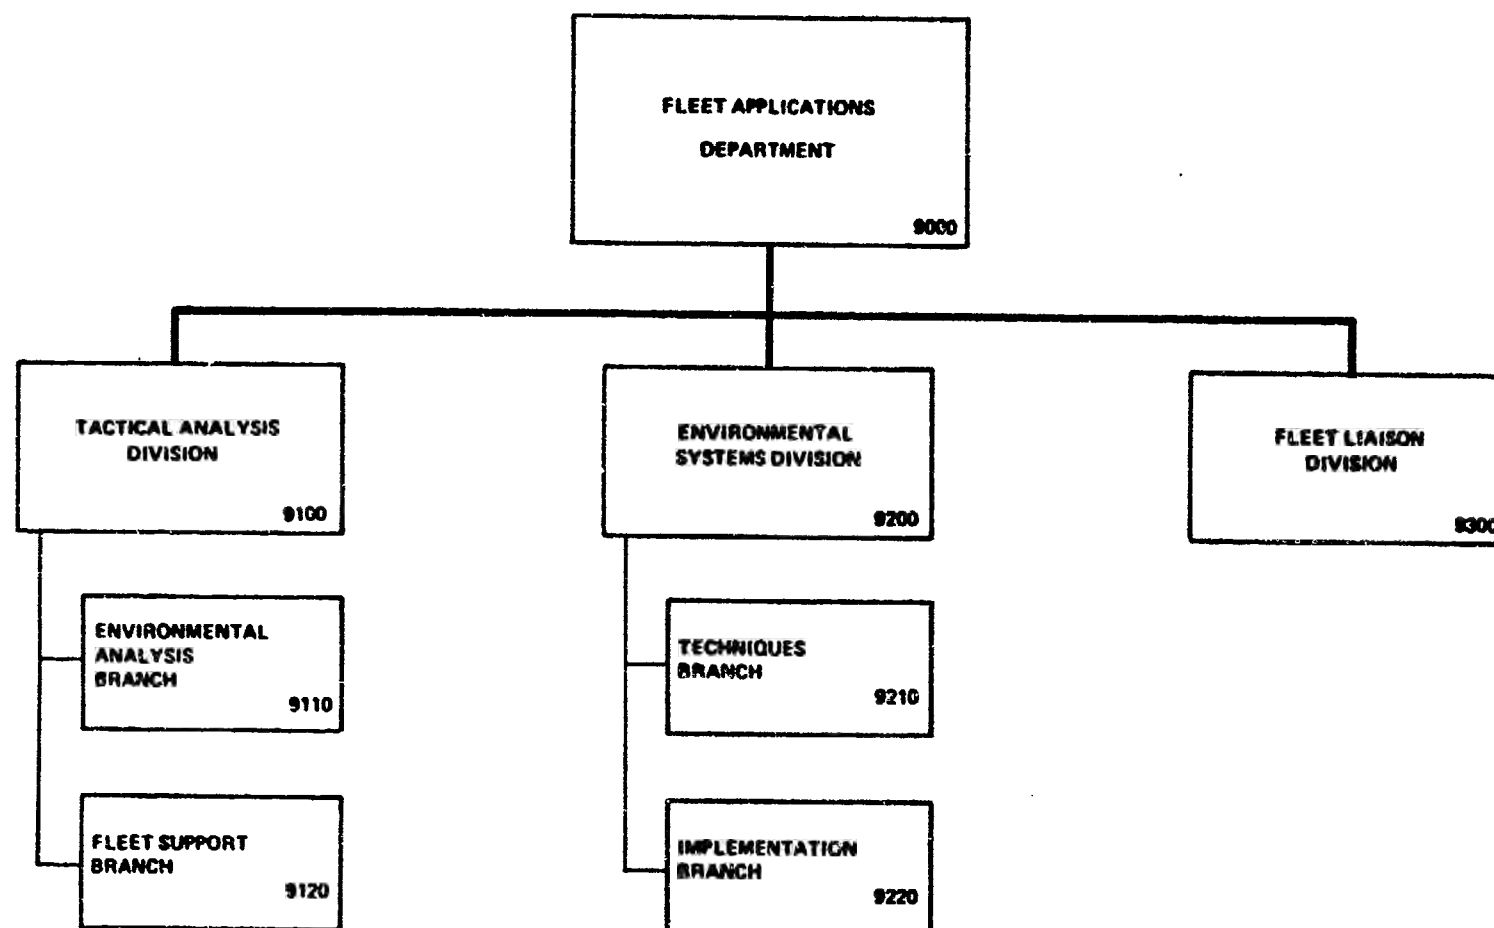 FLEET APPLICATIONS
DEPARTMENT
9000
TACTICAL ANALYSIS
DIVISION
9100
ENVIRONMENTAL
SYSTEMS DIVISION
9200
FLEET LIAISON
DIVISION
9300
ENVIRONMENTAL
ANALYSIS
BRANCH
9110
TECHNIQUES
BRANCH
9210
FLEET SUPPORT
BRANCH
9120
IMPLEMENTATION
BRANCH
9220